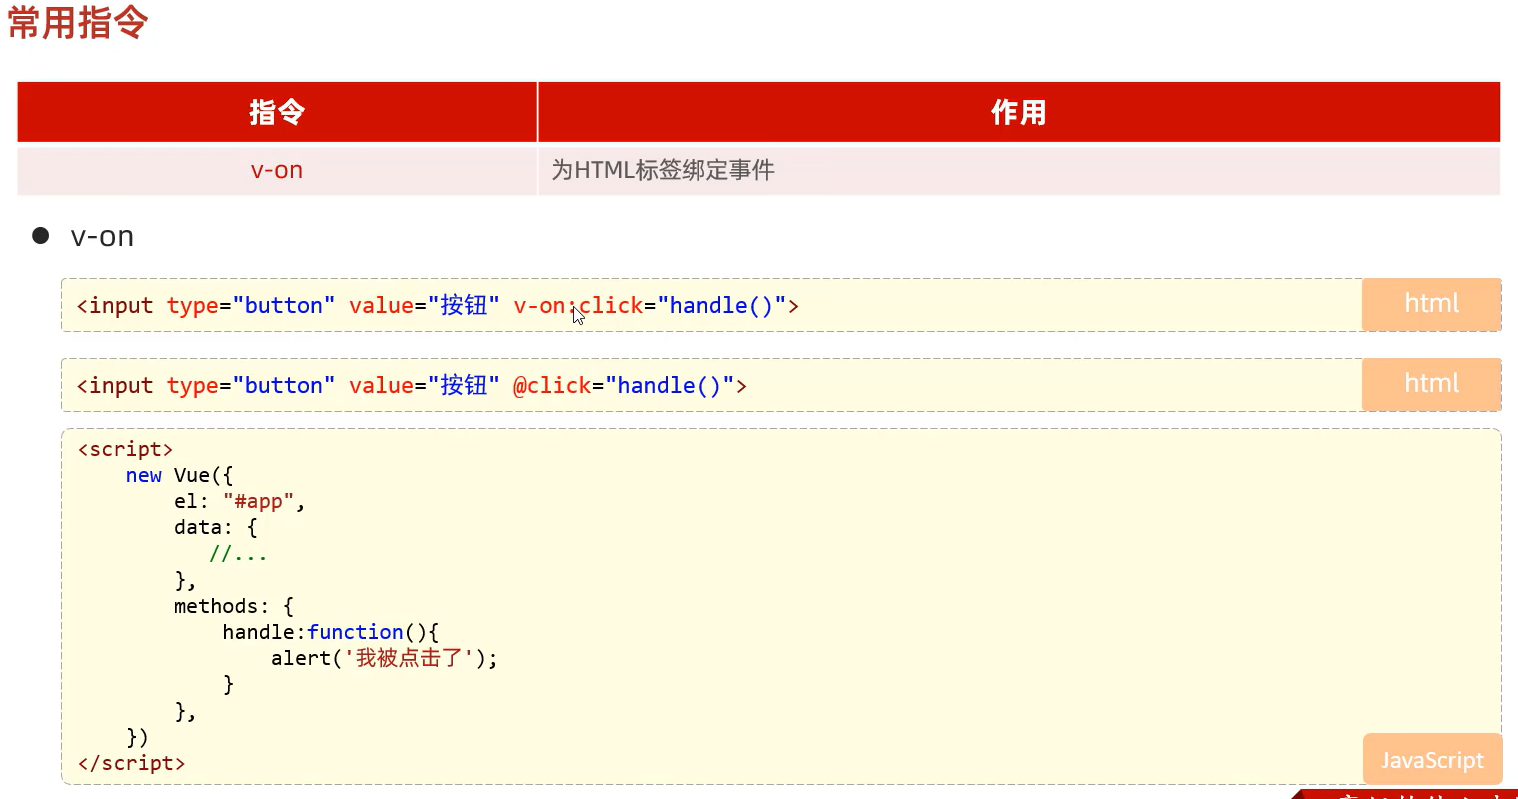 常用指令
指令 作用
v-on 为HTML标签绑定事件
● v-on
<input type="button" value="按钮" v-on:click="handle()"> html
<input type="button" value="按钮" @click="handle()"> html
<script>
    new Vue({
        el: "#app",
        data: {
           //...
        },
        methods: {
            handle:function(){
                alert('我被点击了');
            }
        },
    })
</script>
JavaScript